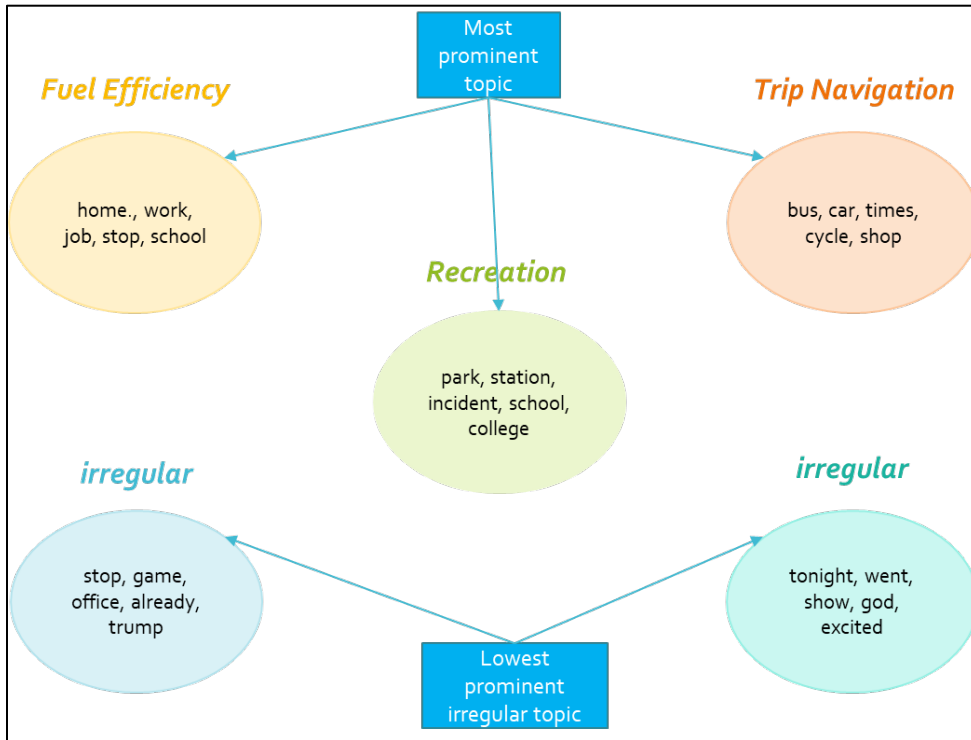 Most
prominent
topic
Fuel Efficiency
Trip Navigation
home., work,
job, stop, school
bus, car, times,
cycle, shop
Recreation
park, station,
incident, school,
college
irregular
irregular
stop, game,
office, already,
trump
tonight, went,
show, god,
excited
Lowest
prominent
irregular topic